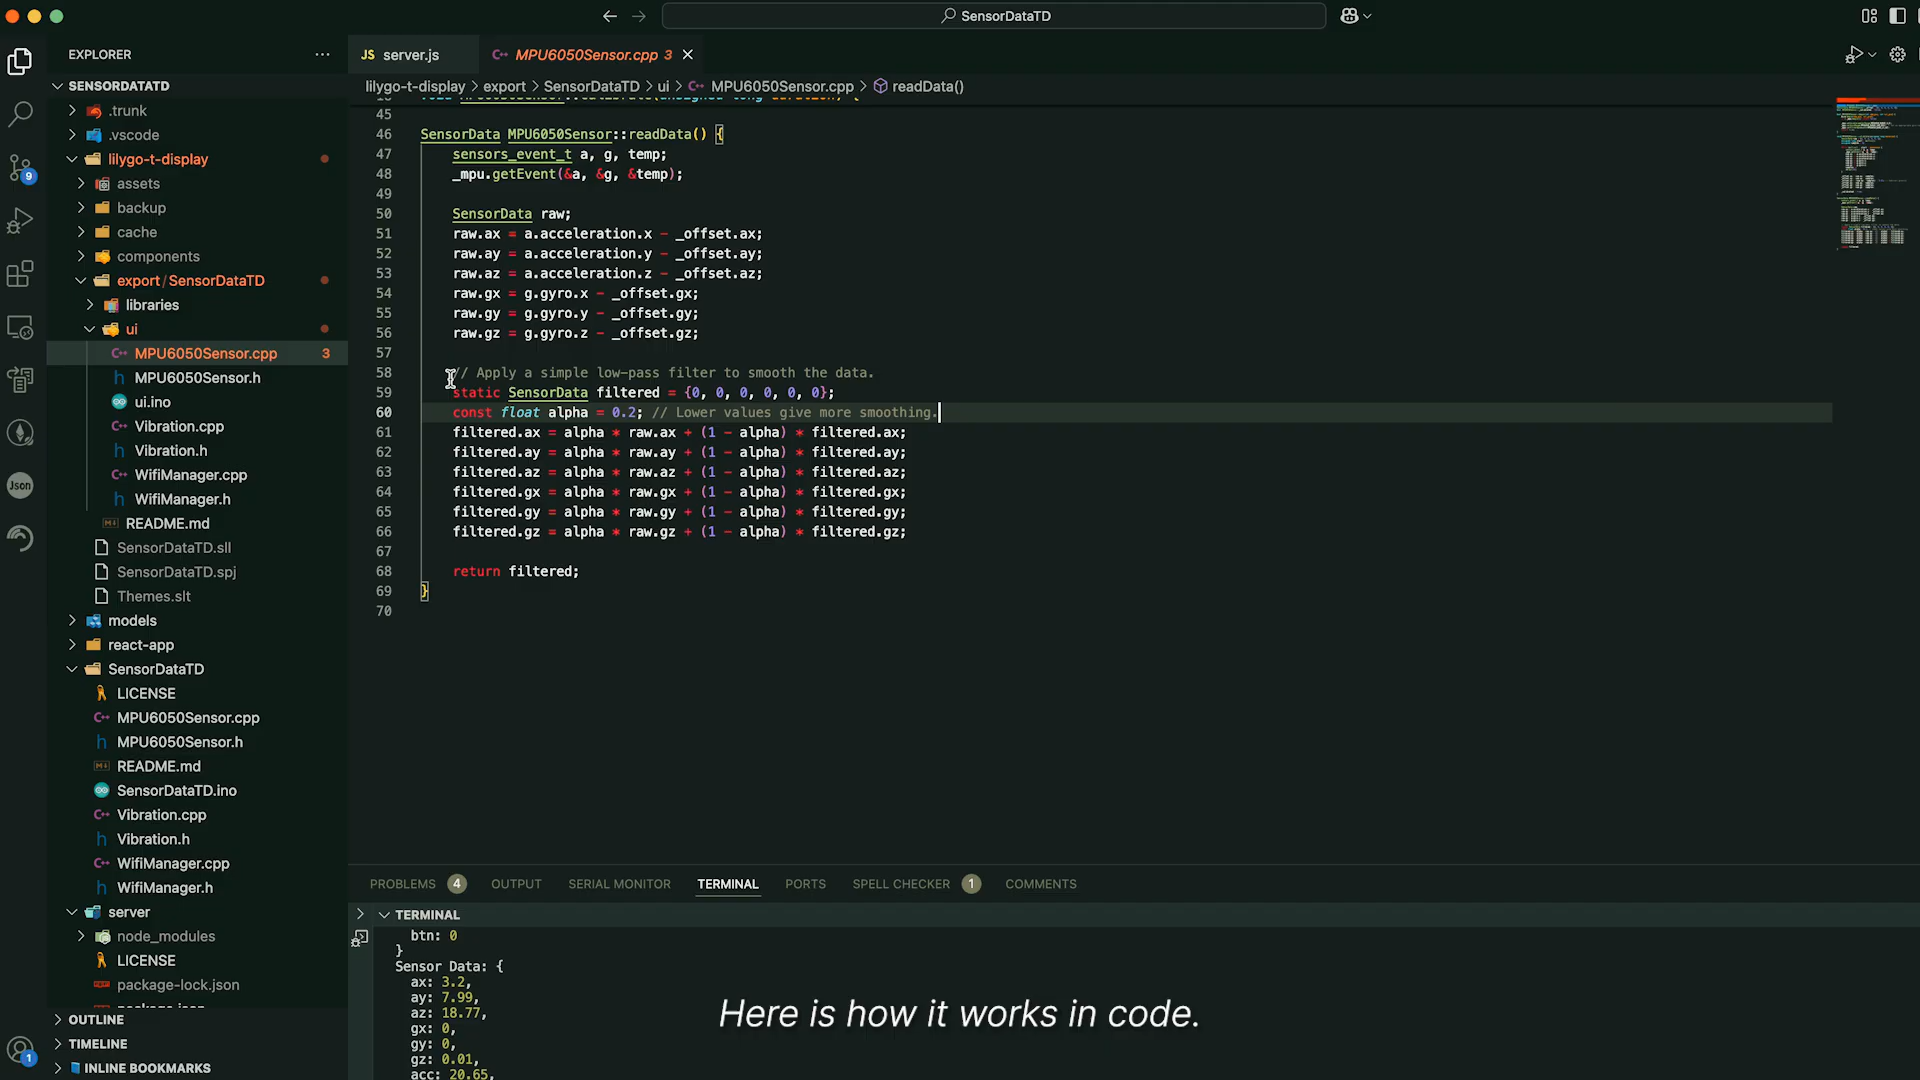 SensorDataTD
EXPLORER
SENSORDATATD
.trunk
.vscode
lilygo-t-display
assets
backup
cache
components
export/SensorDataTD
libraries
ui
MPU6050Sensor.cpp 3
MPU6050Sensor.h
ui.ino
Vibration.cpp
Vibration.h
WifiManager.cpp
WifiManager.h
README.md
SensorDataTD.sll
SensorDataTD.spj
Themes.slt
models
react-app
SensorDataTD
LICENSE
MPU6050Sensor.cpp
MPU6050Sensor.h
README.md
SensorDataTD.ino
Vibration.cpp
Vibration.h
WifiManager.cpp
WifiManager.h
server
node_modules
LICENSE
package-lock.json
OUTLINE
TIMELINE
INLINE BOOKMARKS
9
Json
1
JS server.js
MPU6050Sensor.cpp 3
lilygo-t-display > export > SensorDataTD > ui > MPU6050Sensor.cpp > readData()
45
46 SensorData MPU6050Sensor::readData() {
47 sensors_event_t a, g, temp;
48 _mpu.getEvent(&a, &g, &temp);
49
50 SensorData raw;
51 raw.ax = a.acceleration.x - _offset.ax;
52 raw.ay = a.acceleration.y - _offset.ay;
53 raw.az = a.acceleration.z - _offset.az;
54 raw.gx = g.gyro.x - _offset.gx;
55 raw.gy = g.gyro.y - _offset.gy;
56 raw.gz = g.gyro.z - _offset.gz;
57
58 // Apply a simple low-pass filter to smooth the data.
59 static SensorData filtered = {0, 0, 0, 0, 0, 0};
60 const float alpha = 0.2; // Lower values give more smoothing.
61 filtered.ax = alpha * raw.ax + (1 - alpha) * filtered.ax;
62 filtered.ay = alpha * raw.ay + (1 - alpha) * filtered.ay;
63 filtered.az = alpha * raw.az + (1 - alpha) * filtered.az;
64 filtered.gx = alpha * raw.gx + (1 - alpha) * filtered.gx;
65 filtered.gy = alpha * raw.gy + (1 - alpha) * filtered.gy;
66 filtered.gz = alpha * raw.gz + (1 - alpha) * filtered.gz;
67
68 return filtered;
69 }
70
PROBLEMS 4 OUTPUT SERIAL MONITOR TERMINAL PORTS SPELL CHECKER 1 COMMENTS
TERMINAL
btn: 0
}
Sensor Data: {
ax: 3.2,
ay: 7.99,
az: 18.77,
gx: 0,
gy: 0,
gz: 0.01,
acc: 20.65,
Here is how it works in code.